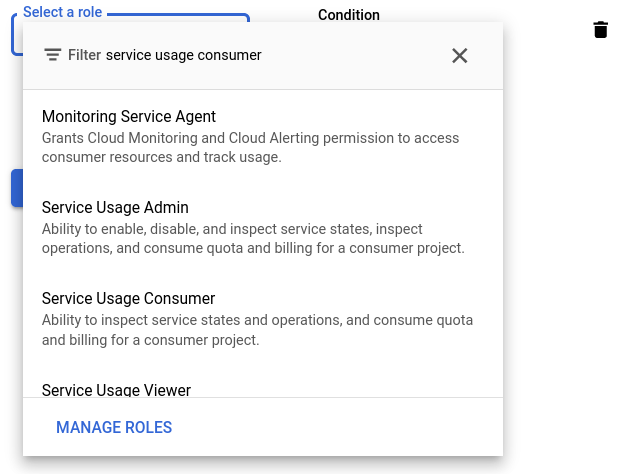 Select a role
Condition
Filter service usage consumer
Monitoring Service Agent
Grants Cloud Monitoring and Cloud Alerting permission to access
consumer resources and track usage.
Service Usage Admin
Ability to enable, disable, and inspect service states, inspect
operations, and consume quota and billing for a consumer project.
Service Usage Consumer
Ability to inspect service states and operations, and consume quota
and billing for a consumer project.
Service Usage Viewer
MANAGE ROLES